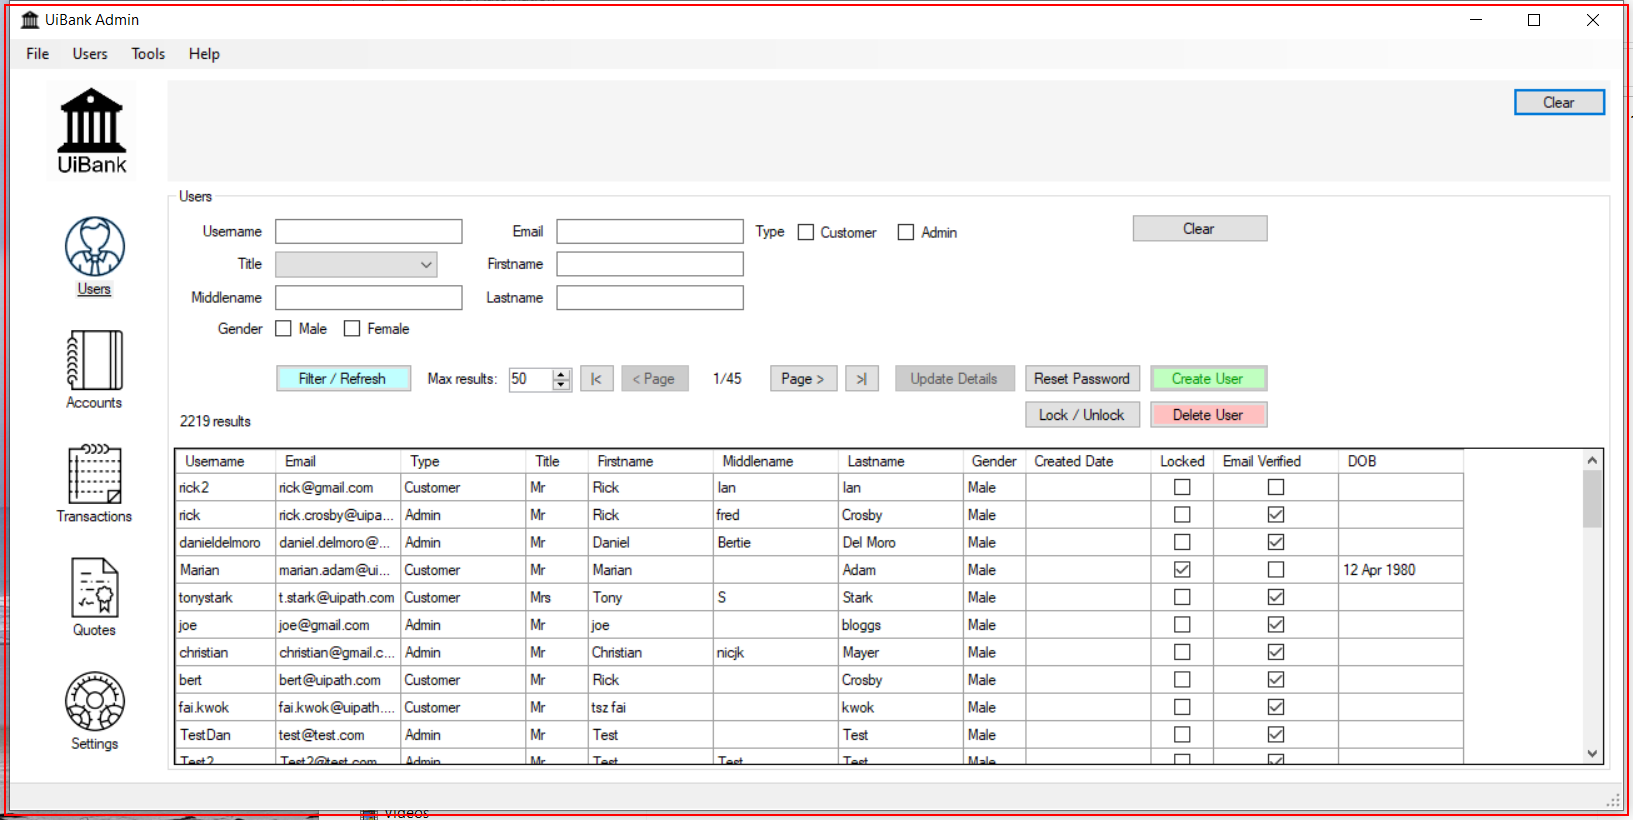 UiBank Admin
File Users Tools Help
UiBank
Clear
Users
Username Email Type Customer Admin Clear
Title Firstname
Middlename Lastname
Gender Male Female
Filter / Refresh Max results: 50 |< < Page 1/45 Page > >| Update Details Reset Password Create User
Lock / Unlock Delete User
2219 results
Users
Accounts
Transactions
Quotes
Settings
Username Email Type Title Firstname Middlename Lastname Gender Created Date Locked Email Verified DOB
rick2 rick@gmail.com Customer Mr Rick Ian Ian Male
rick rick.crosby@uipa... Admin Mr Rick fred Crosby Male
danieldelmoro daniel.delmoro@... Admin Mr Daniel Bertie Del Moro Male
Marian marian.adam@ui... Customer Mr Marian Adam Male 12 Apr 1980
tonystark t.stark@uipath.com Customer Mrs Tony S Stark Male
joe joe@gmail.com Admin Mr joe bloggs Male
christian christian@gmail.c... Admin Mr Christian nicjk Mayer Male
bert bert@uipath.com Customer Mr Rick Crosby Male
fai.kwok fai.kwok@uipath.... Customer Mr tsz fai kwok Male
TestDan test@test.com Admin Mr Test Test Male
Test2 Test2@test.com Admin Mr Test Test Test Male
Videos